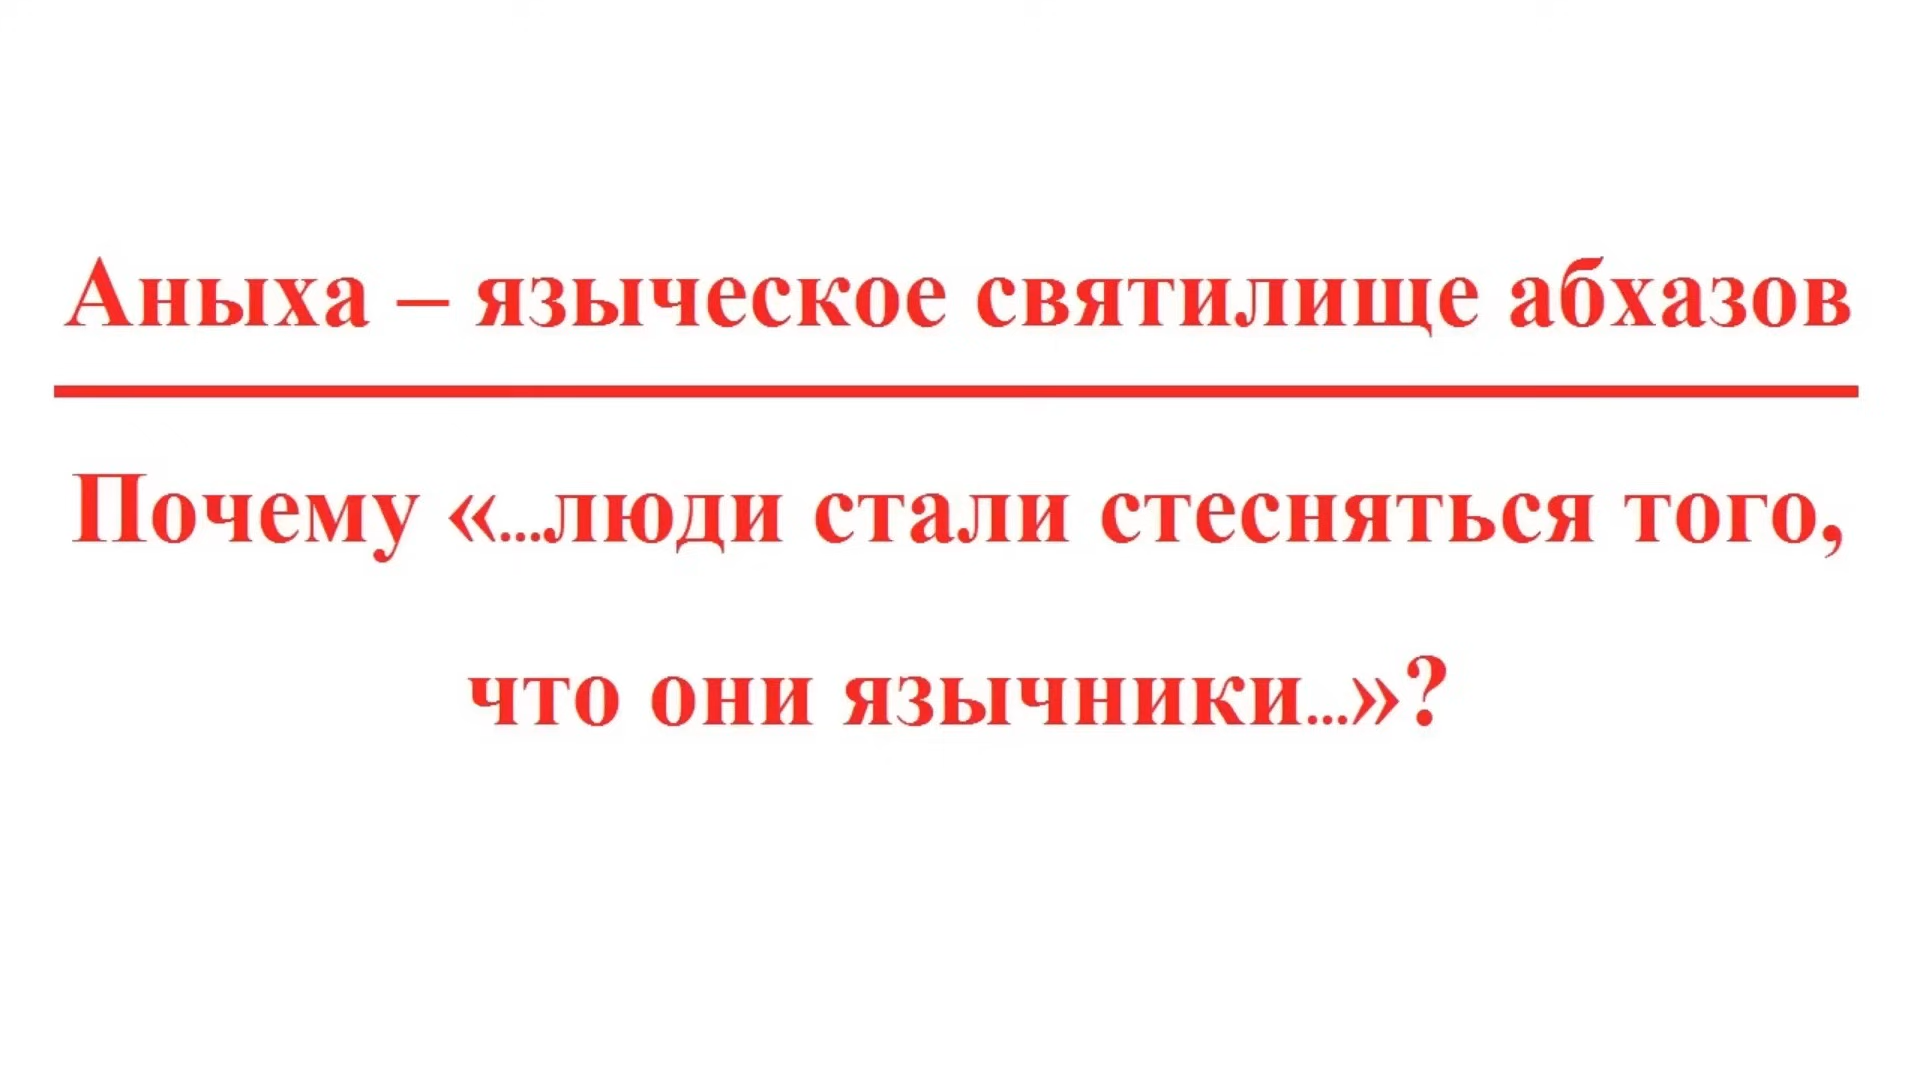 Аныха – языческое святилище абхазов
Почему «...люди стали стесняться того,
что они язычники...»?